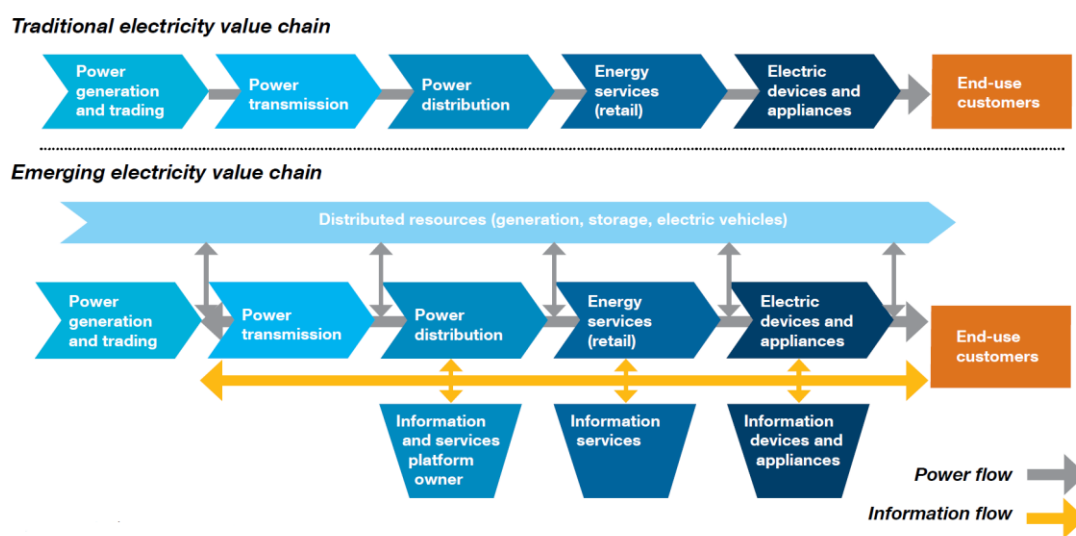 Traditional electricity value chain
Power
generation
and trading
Power
transmission
Power
distribution
Energy
services
(retail)
Electric
devices and
appliances
End-use
customers
Emerging electricity value chain
Distributed resources (generation, storage, electric vehicles)
Power
generation
and trading
Power
transmission
Power
distribution
Energy
services
(retail)
Electric
devices and
appliances
End-use
customers
Information
and services
platform
owner
Information
services
Information
devices and
appliances
Power flow
Information flow